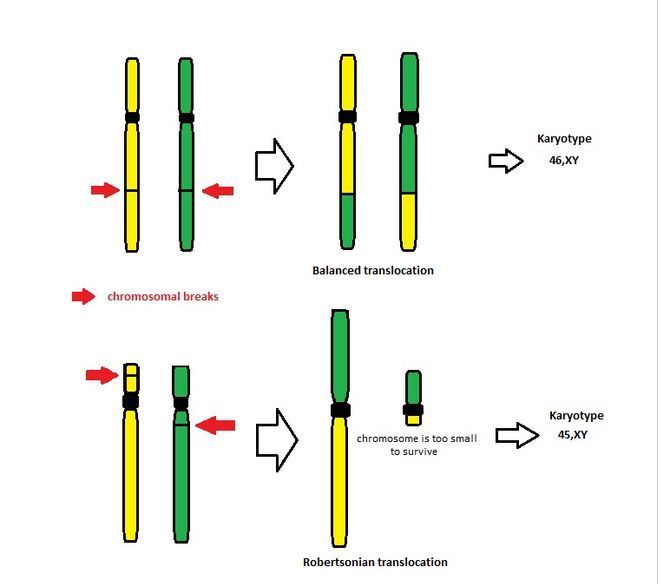 Karyotype
46,XY
Balanced translocation
chromosomal breaks
Karyotype
45,XY
chromosome is too small
to survive
Robertsonian translocation